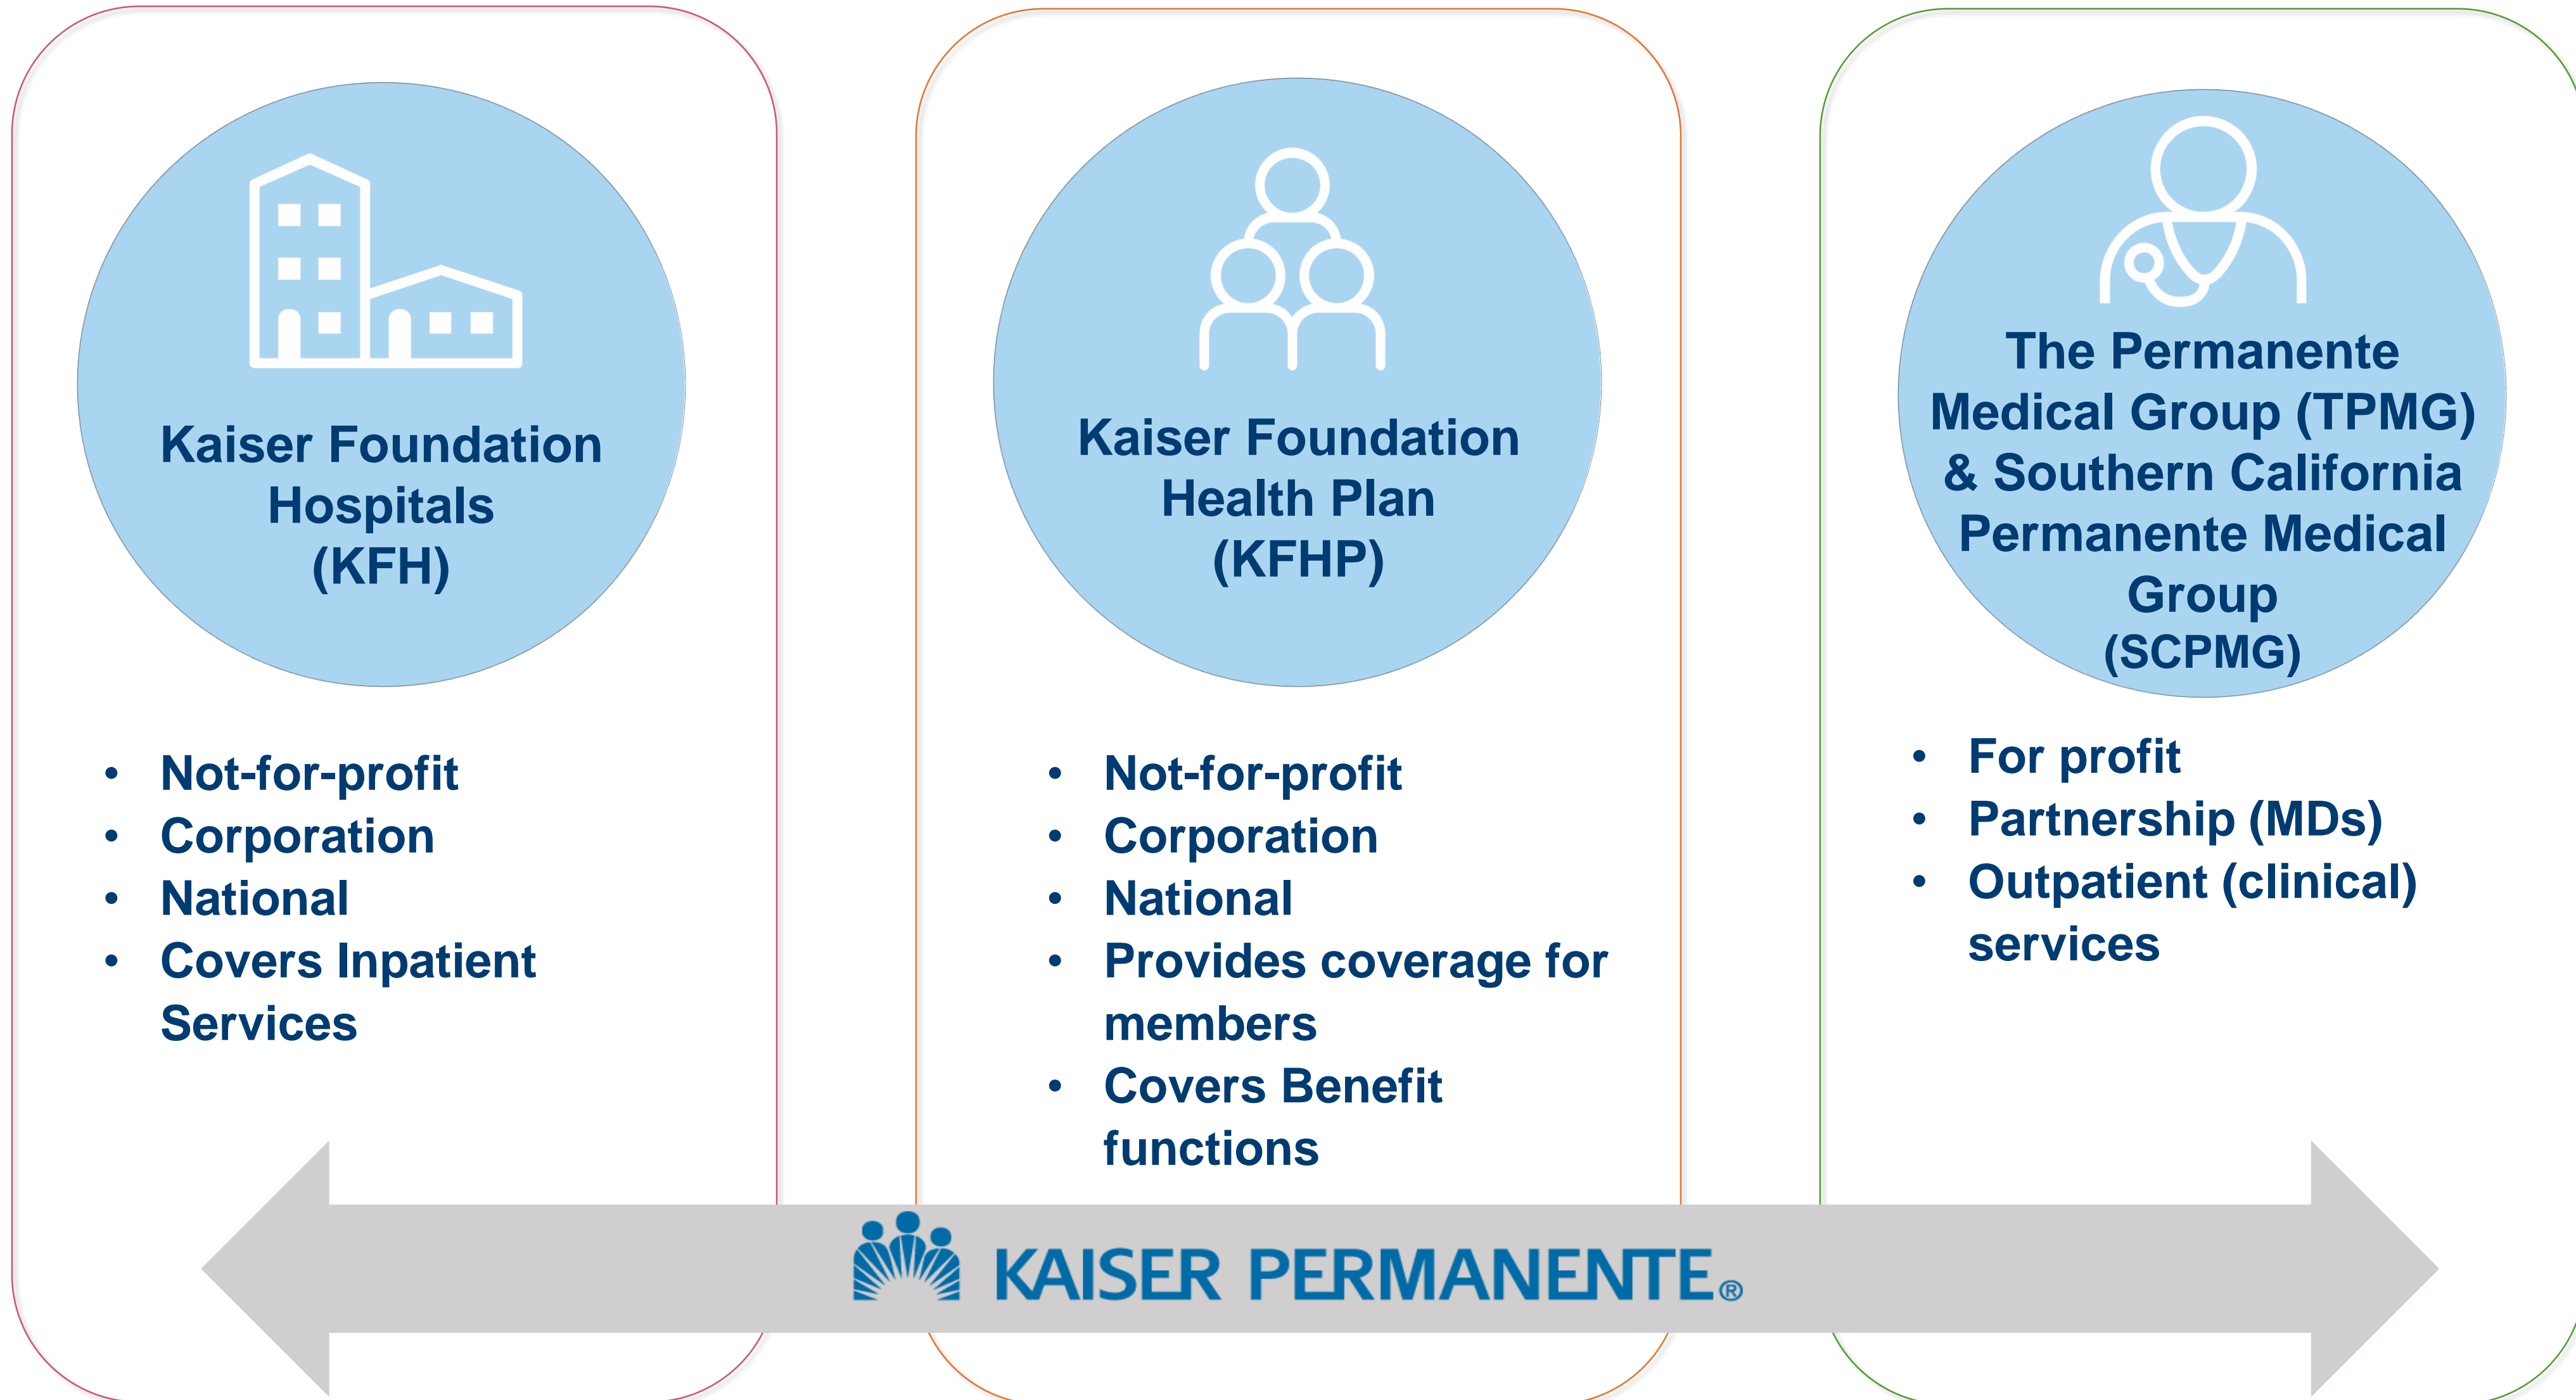 Kaiser Foundation
Hospitals
(KFH)
• Not-for-profit
• Corporation
• National
• Covers Inpatient
Services
Kaiser Foundation
Health Plan
(KFHP)
• Not-for-profit
• Corporation
• National
• Provides coverage for
members
• Covers Benefit
functions
The Permanente
Medical Group (TPMG)
& Southern California
Permanente Medical
Group
(SCPMG)
• For profit
• Partnership (MDs)
• Outpatient (clinical)
services
KAISER PERMANENTE®